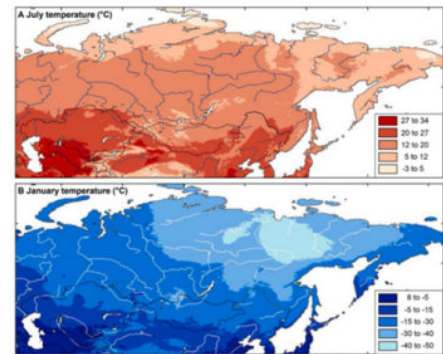 A July temperature (°C)
27 to 34
20 to 27
12 to 20
5 to 12
-3 to 5
B January temperature (°C)
8 to -5
-5 to -15
-15 to -30
-30 to -40
-40 to -50